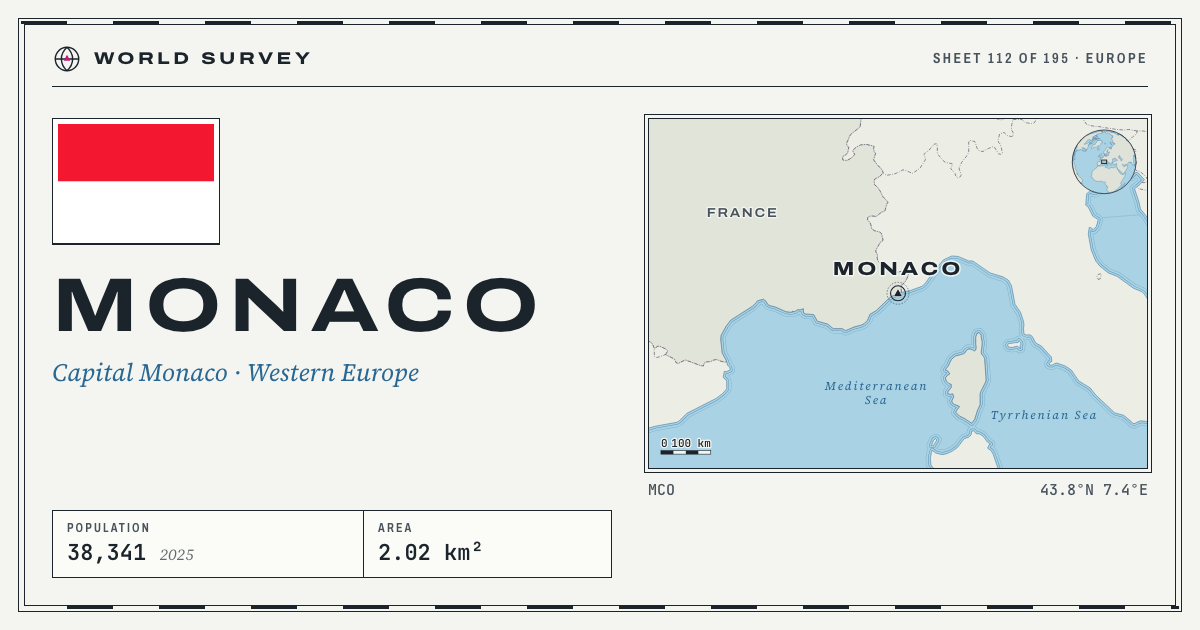 WORLD SURVEY
SHEET 112 OF 195 · EUROPE
MONACO
Capital Monaco · Western Europe
POPULATION
38,341 2025
AREA
2.02 km²
FRANCE
MONACO
Mediterranean
Sea
Tyrrhenian Sea
0 100 km
MCO
43.8°N 7.4°E